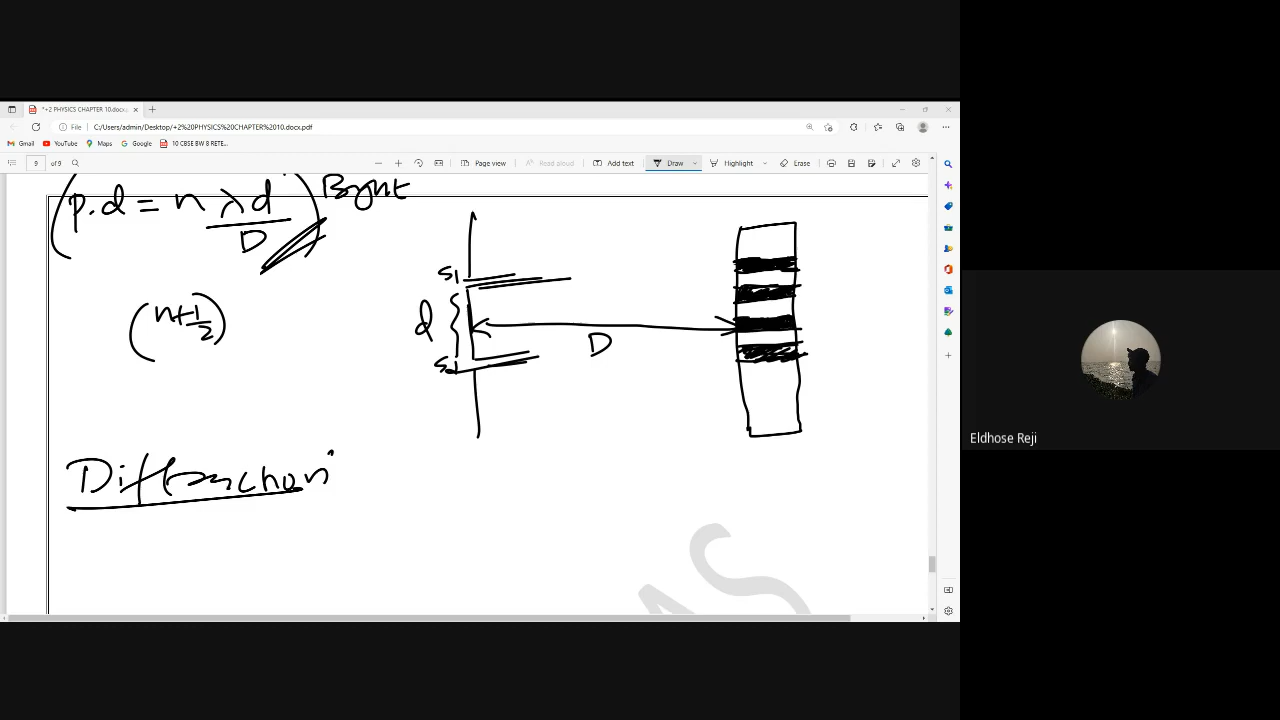 *+2 PHYSICS CHAPTER 10.docx
File C:/Users/admin/Desktop/+2%20PHYSICS%20CHAPTER%2010.docx.pdf
Gmail YouTube Maps Google 10 CBSE BW 8 RETE...
9 of 9 Page view Read aloud Add text Draw Highlight Erase
(p.d = nλd/D) Bright
S1
(n+1/2)
d
D
S2
Diffraction
AS
Eldhose Reji